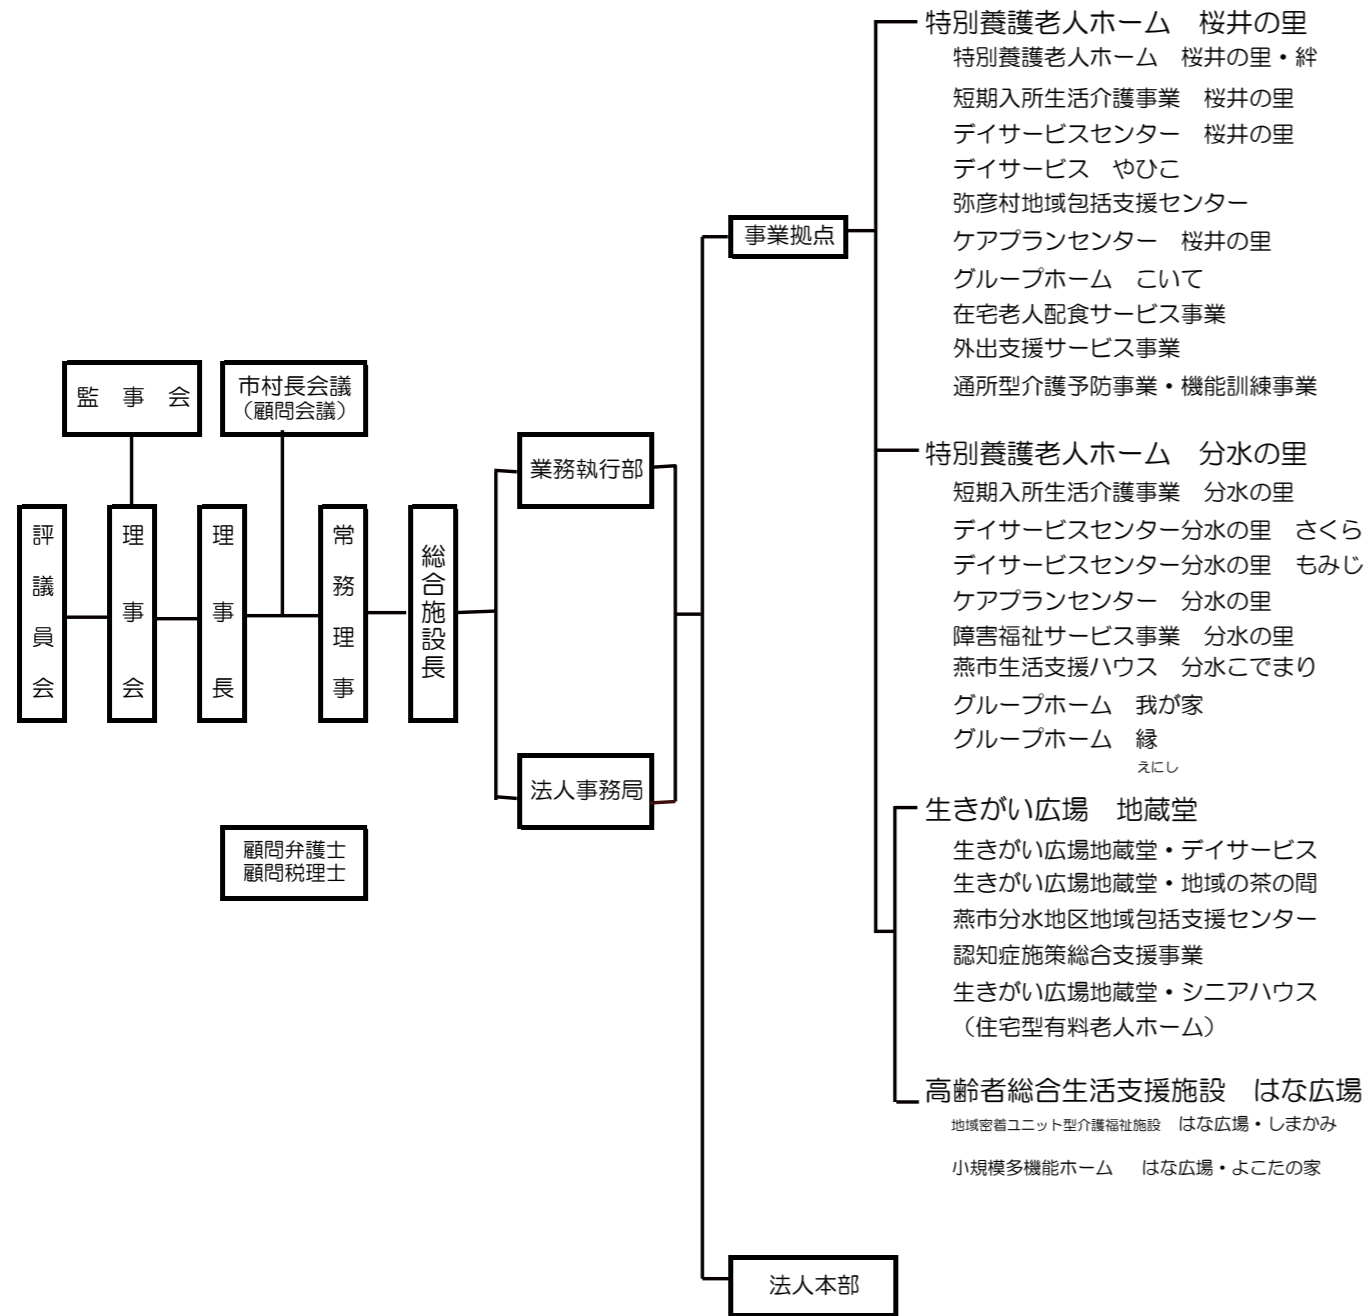 監　事　会
市村長会議
（顧問会議）
評議員会
理事会
理事長
常務理事
総合施設長
業務執行部
法人事務局
顧問弁護士
顧問税理士
事業拠点
法人本部
特別養護老人ホーム　桜井の里
特別養護老人ホーム　桜井の里・絆
短期入所生活介護事業　桜井の里
デイサービスセンター　桜井の里
デイサービス　やひこ
弥彦村地域包括支援センター
ケアプランセンター　桜井の里
グループホーム　こいて
在宅老人配食サービス事業
外出支援サービス事業
通所型介護予防事業・機能訓練事業
特別養護老人ホーム　分水の里
短期入所生活介護事業　分水の里
デイサービスセンター分水の里　さくら
デイサービスセンター分水の里　もみじ
ケアプランセンター　分水の里
障害福祉サービス事業　分水の里
燕市生活支援ハウス　分水こでまり
グループホーム　我が家
グループホーム　縁
えにし
生きがい広場　地蔵堂
生きがい広場地蔵堂・デイサービス
生きがい広場地蔵堂・地域の茶の間
燕市分水地区地域包括支援センター
認知症施策総合支援事業
生きがい広場地蔵堂・シニアハウス
（住宅型有料老人ホーム）
高齢者総合生活支援施設　はな広場
地域密着ユニット型介護福祉施設　はな広場・しまかみ
小規模多機能ホーム　はな広場・よこたの家